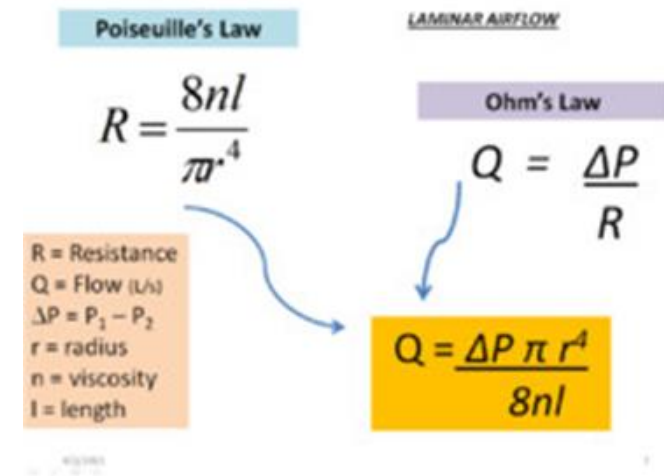 Poiseuille's Law
LAMINAR AIRFLOW
R = 8nl / πr⁴
Ohm's Law
Q = ΔP / R
R = Resistance
Q = Flow (L/s)
ΔP = P₁ – P₂
r = radius
n = viscosity
l = length
Q = ΔP π r⁴ / 8nl